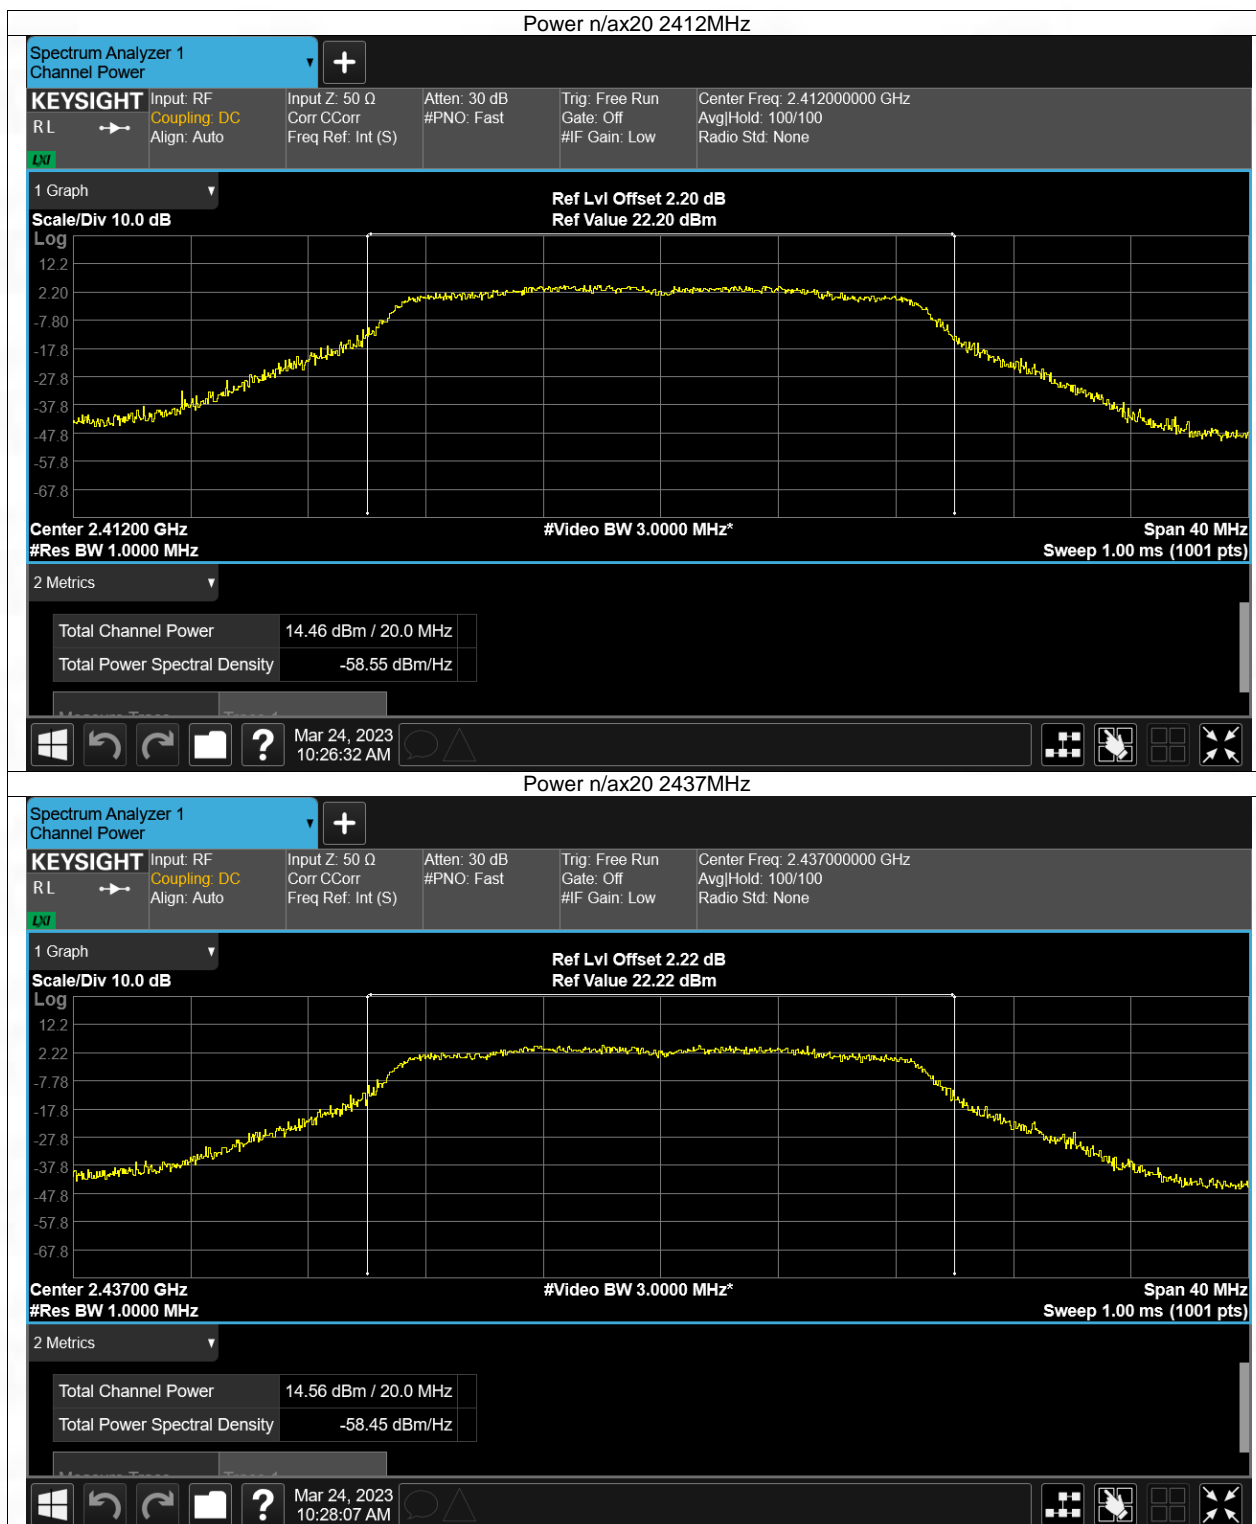 Power n/ax20 2412MHz
Spectrum Analyzer 1
Channel Power
KEYSIGHT
RL
LXI
Input: RF
Coupling: DC
Align: Auto
Input Z: 50 Ω
Corr CCorr
Freq Ref: Int (S)
Atten: 30 dB
#PNO: Fast
Trig: Free Run
Gate: Off
#IF Gain: Low
Center Freq: 2.412000000 GHz
Avg|Hold: 100/100
Radio Std: None
1 Graph
Scale/Div 10.0 dB
Ref Lvl Offset 2.20 dB
Ref Value 22.20 dBm
Log
12.2
2.20
-7.80
-17.8
-27.8
-37.8
-47.8
-57.8
-67.8
Center 2.41200 GHz
#Res BW 1.0000 MHz
#Video BW 3.0000 MHz*
Span 40 MHz
Sweep 1.00 ms (1001 pts)
2 Metrics
Total Channel Power 14.46 dBm / 20.0 MHz
Total Power Spectral Density -58.55 dBm/Hz
Mar 24, 2023
10:26:32 AM
Power n/ax20 2437MHz
Spectrum Analyzer 1
Channel Power
KEYSIGHT
RL
LXI
Input: RF
Coupling: DC
Align: Auto
Input Z: 50 Ω
Corr CCorr
Freq Ref: Int (S)
Atten: 30 dB
#PNO: Fast
Trig: Free Run
Gate: Off
#IF Gain: Low
Center Freq: 2.437000000 GHz
Avg|Hold: 100/100
Radio Std: None
1 Graph
Scale/Div 10.0 dB
Ref Lvl Offset 2.22 dB
Ref Value 22.22 dBm
Log
12.2
2.22
-7.78
-17.8
-27.8
-37.8
-47.8
-57.8
-67.8
Center 2.43700 GHz
#Res BW 1.0000 MHz
#Video BW 3.0000 MHz*
Span 40 MHz
Sweep 1.00 ms (1001 pts)
2 Metrics
Total Channel Power 14.56 dBm / 20.0 MHz
Total Power Spectral Density -58.45 dBm/Hz
Mar 24, 2023
10:28:07 AM